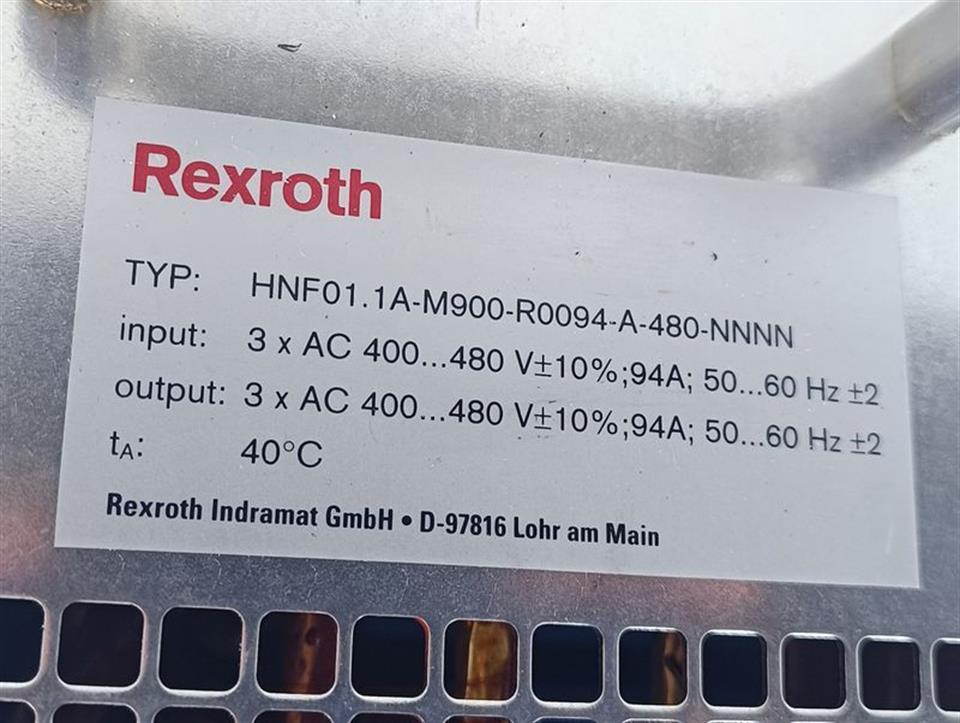 Rexroth
TYP: HNF01.1A-M900-R0094-A-480-NNNN
input: 3 x AC 400...480 V±10%;94A; 50...60 Hz ±2
output: 3 x AC 400...480 V±10%;94A; 50...60 Hz ±2
tA: 40°C
Rexroth Indramat GmbH • D-97816 Lohr am Main